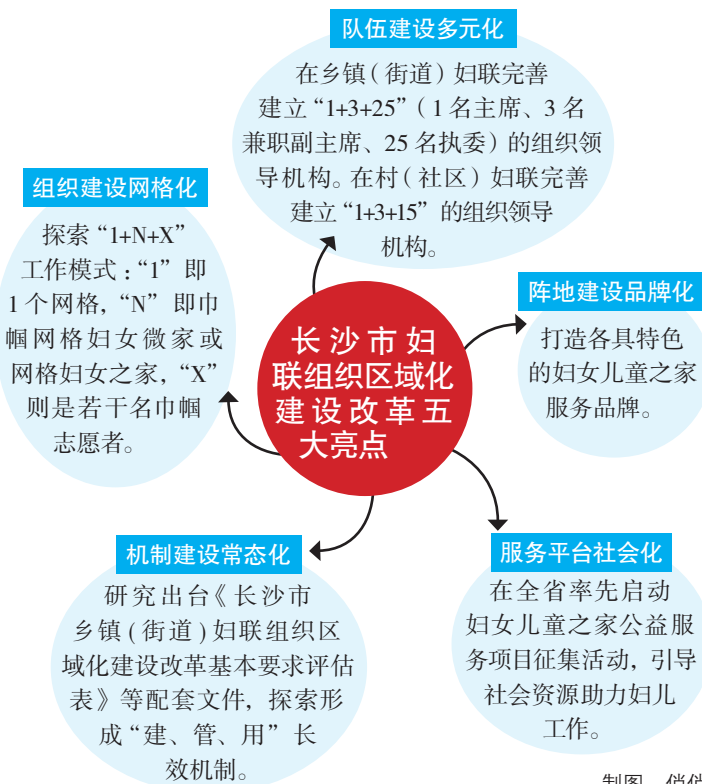 队伍建设多元化
在乡镇(街道)妇联完善
建立“1+3+25”(1名主席、3名
兼职副主席、25名执委)的组织领
导机构。在村(社区)妇联完善
建立“1+3+15”的组织领导
机构。
组织建设网格化
探索“1+N+X”
工作模式:“1”即
1个网格,“N”即巾
帼网格妇女微家或
网格妇女之家,“X”
则是若干名巾帼
志愿者。
阵地建设品牌化
打造各具特色
的妇女儿童之家
服务品牌。
长沙市妇
联组织区域化
建设改革五
大亮点
机制建设常态化
研究出台《长沙市
乡镇(街道)妇联组织区
域化建设改革基本要求评估
表》等配套文件,探索形
成“建、管、用”长
效机制。
服务平台社会化
在全省率先启动
妇女儿童之家公益服
务项目征集活动,引导
社会资源助力妇儿
工作。